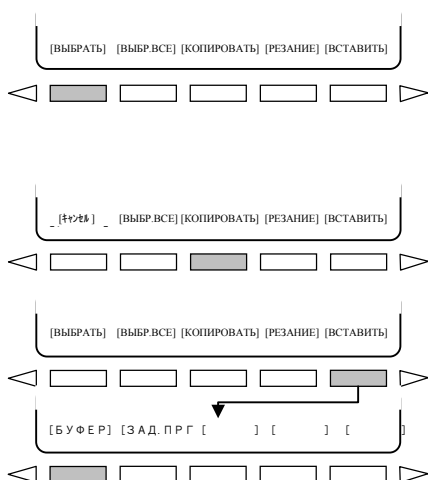 [ВЫБРАТЬ] [ВЫБР.ВСЕ] [КОПИРОВАТЬ] [РЕЗАНИЕ] [ВСТАВИТЬ]
[ｷｬﾝｾﾙ] [ВЫБР.ВСЕ] [КОПИРОВАТЬ] [РЕЗАНИЕ] [ВСТАВИТЬ]
[ВЫБРАТЬ] [ВЫБР.ВСЕ] [КОПИРОВАТЬ] [РЕЗАНИЕ] [ВСТАВИТЬ]
[БУФЕР] [ЗАД.ПРГ [ ] [ ] [ ]